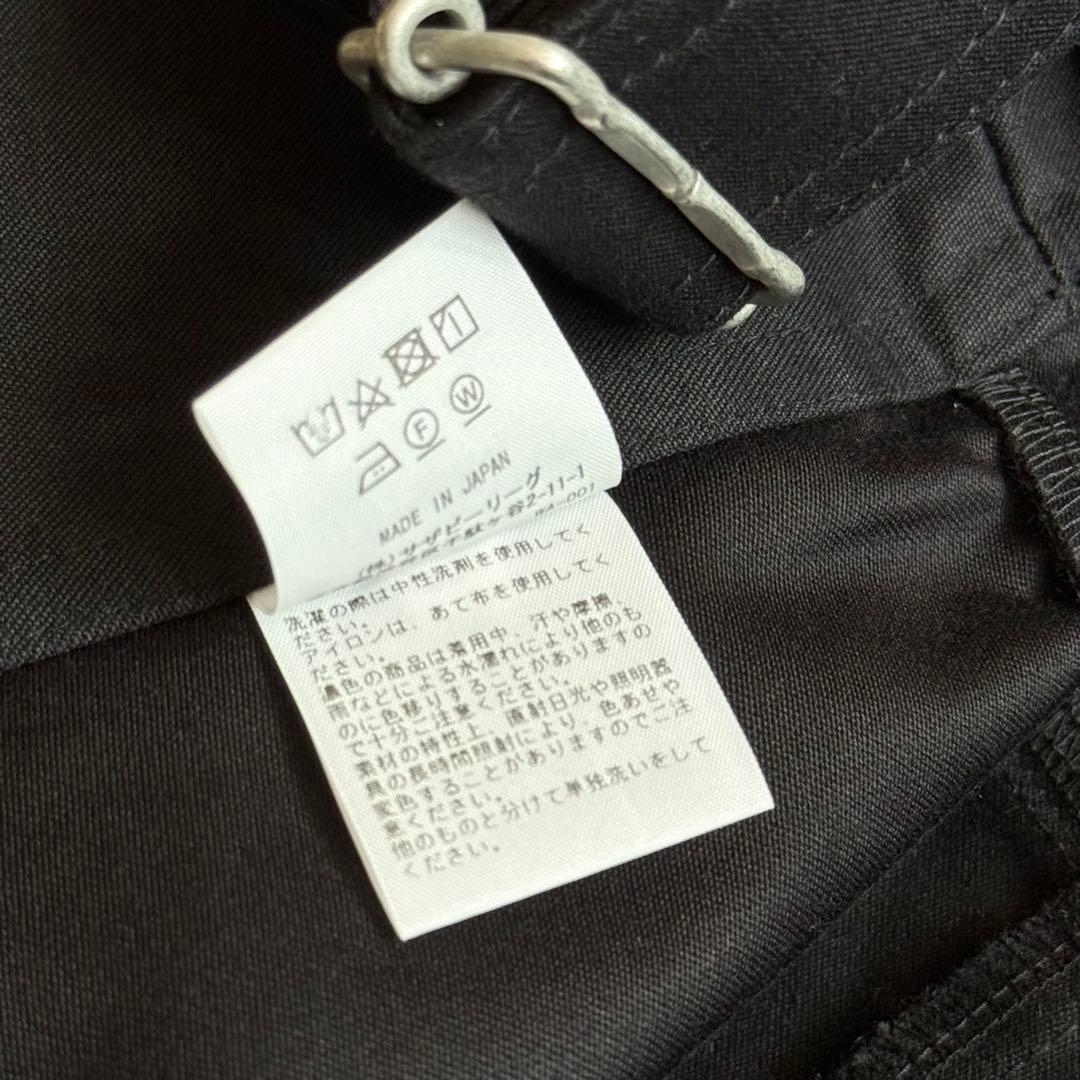 F
W
MADE IN JAPAN
(株)サザビーリーグ
千駄ヶ谷2-11-1
洗濯の際は中性洗剤を使用してく
ださい。
アイロンは、あて布を使用してく
ださい。
濃色の商品は着用中、汗や摩擦、
雨などによる水濡れにより他のも
のに色移りすることがありますの
で十分ご注意ください。
素材の特性上、直射日光や照明器
具の長時間照射により、色あせや
変色することがありますのでご注
意ください。
他のものと分けて単独洗いをして
ください。